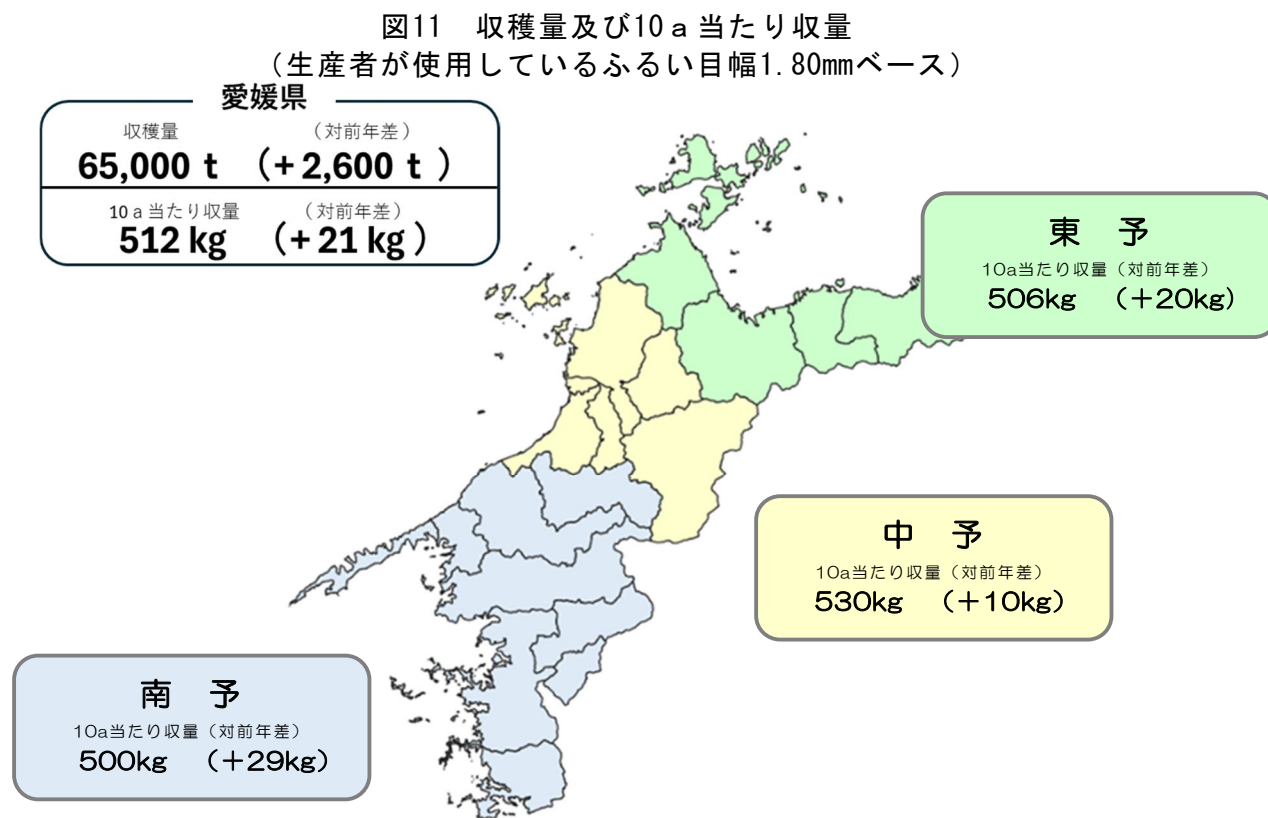 図11　収穫量及び10ａ当たり収量
（生産者が使用しているふるい目幅1.80mmベース）
愛媛県
収穫量　（対前年差）
65,000 t　（+2,600 t ）
10ａ当たり収量　（対前年差）
512 kg　（+21 kg ）
東　予
10a当たり収量（対前年差）
506kg　（＋20kg）
中　予
10a当たり収量（対前年差）
530kg　（＋10kg）
南　予
10a当たり収量（対前年差）
500kg　（＋29kg）